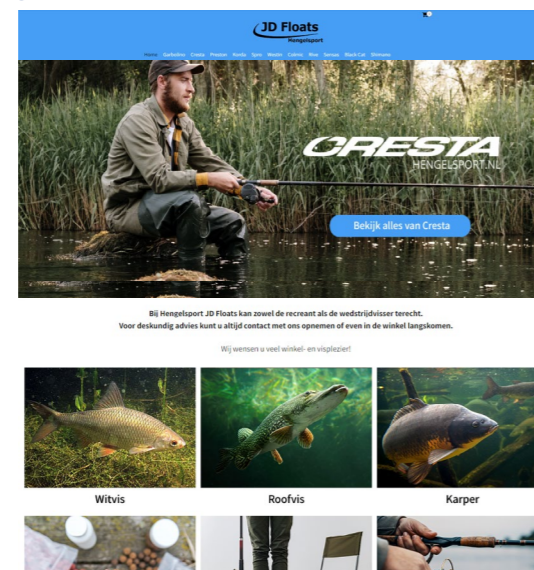 JD Floats
Hengelsport
Home Garbolino Cresta Preston Korda Spro Westin Colmic Rive Sensas Black Cat Shimano
CRESTA
HENGELSPORT.NL
Bekijk alles van Cresta
Bij Hengelsport JD Floats kan zowel de recreant als de wedstrijdvisser terecht.
Voor deskundig advies kunt u altijd contact met ons opnemen of even in de winkel langskomen.
Wij wensen u veel winkel- en visplezier!
Witvis Roofvis Karper